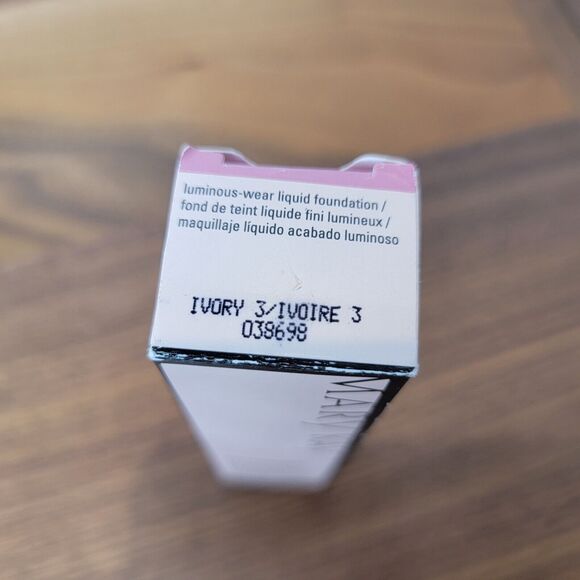 luminous-wear liquid foundation /
fond de teint liquide fini lumineux /
maquillaje líquido acabado luminoso
IVORY 3/IVOIRE 3
038698
MARY